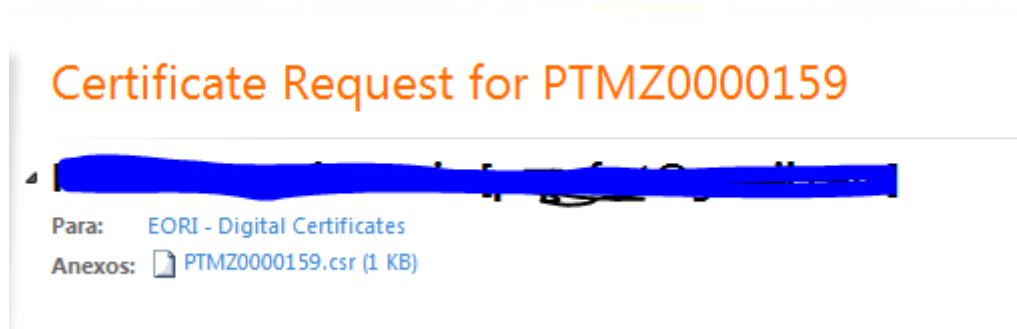 Certificate Request for PTMZ0000159
Para: EORI - Digital Certificates
Anexos: PTMZ0000159.csr (1 KB)